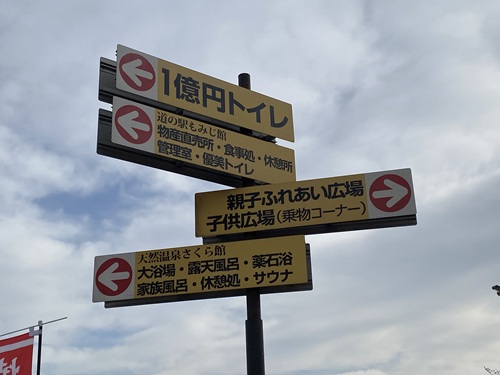 1億円トイレ
道の駅もみじ館
物産直売所・食事処・休憩所
管理室・優美トイレ
親子ふれあい広場
子供広場(乗物コーナー)
天然温泉さくら館
大浴場・露天風呂・薬石浴
家族風呂・休憩処・サウナ